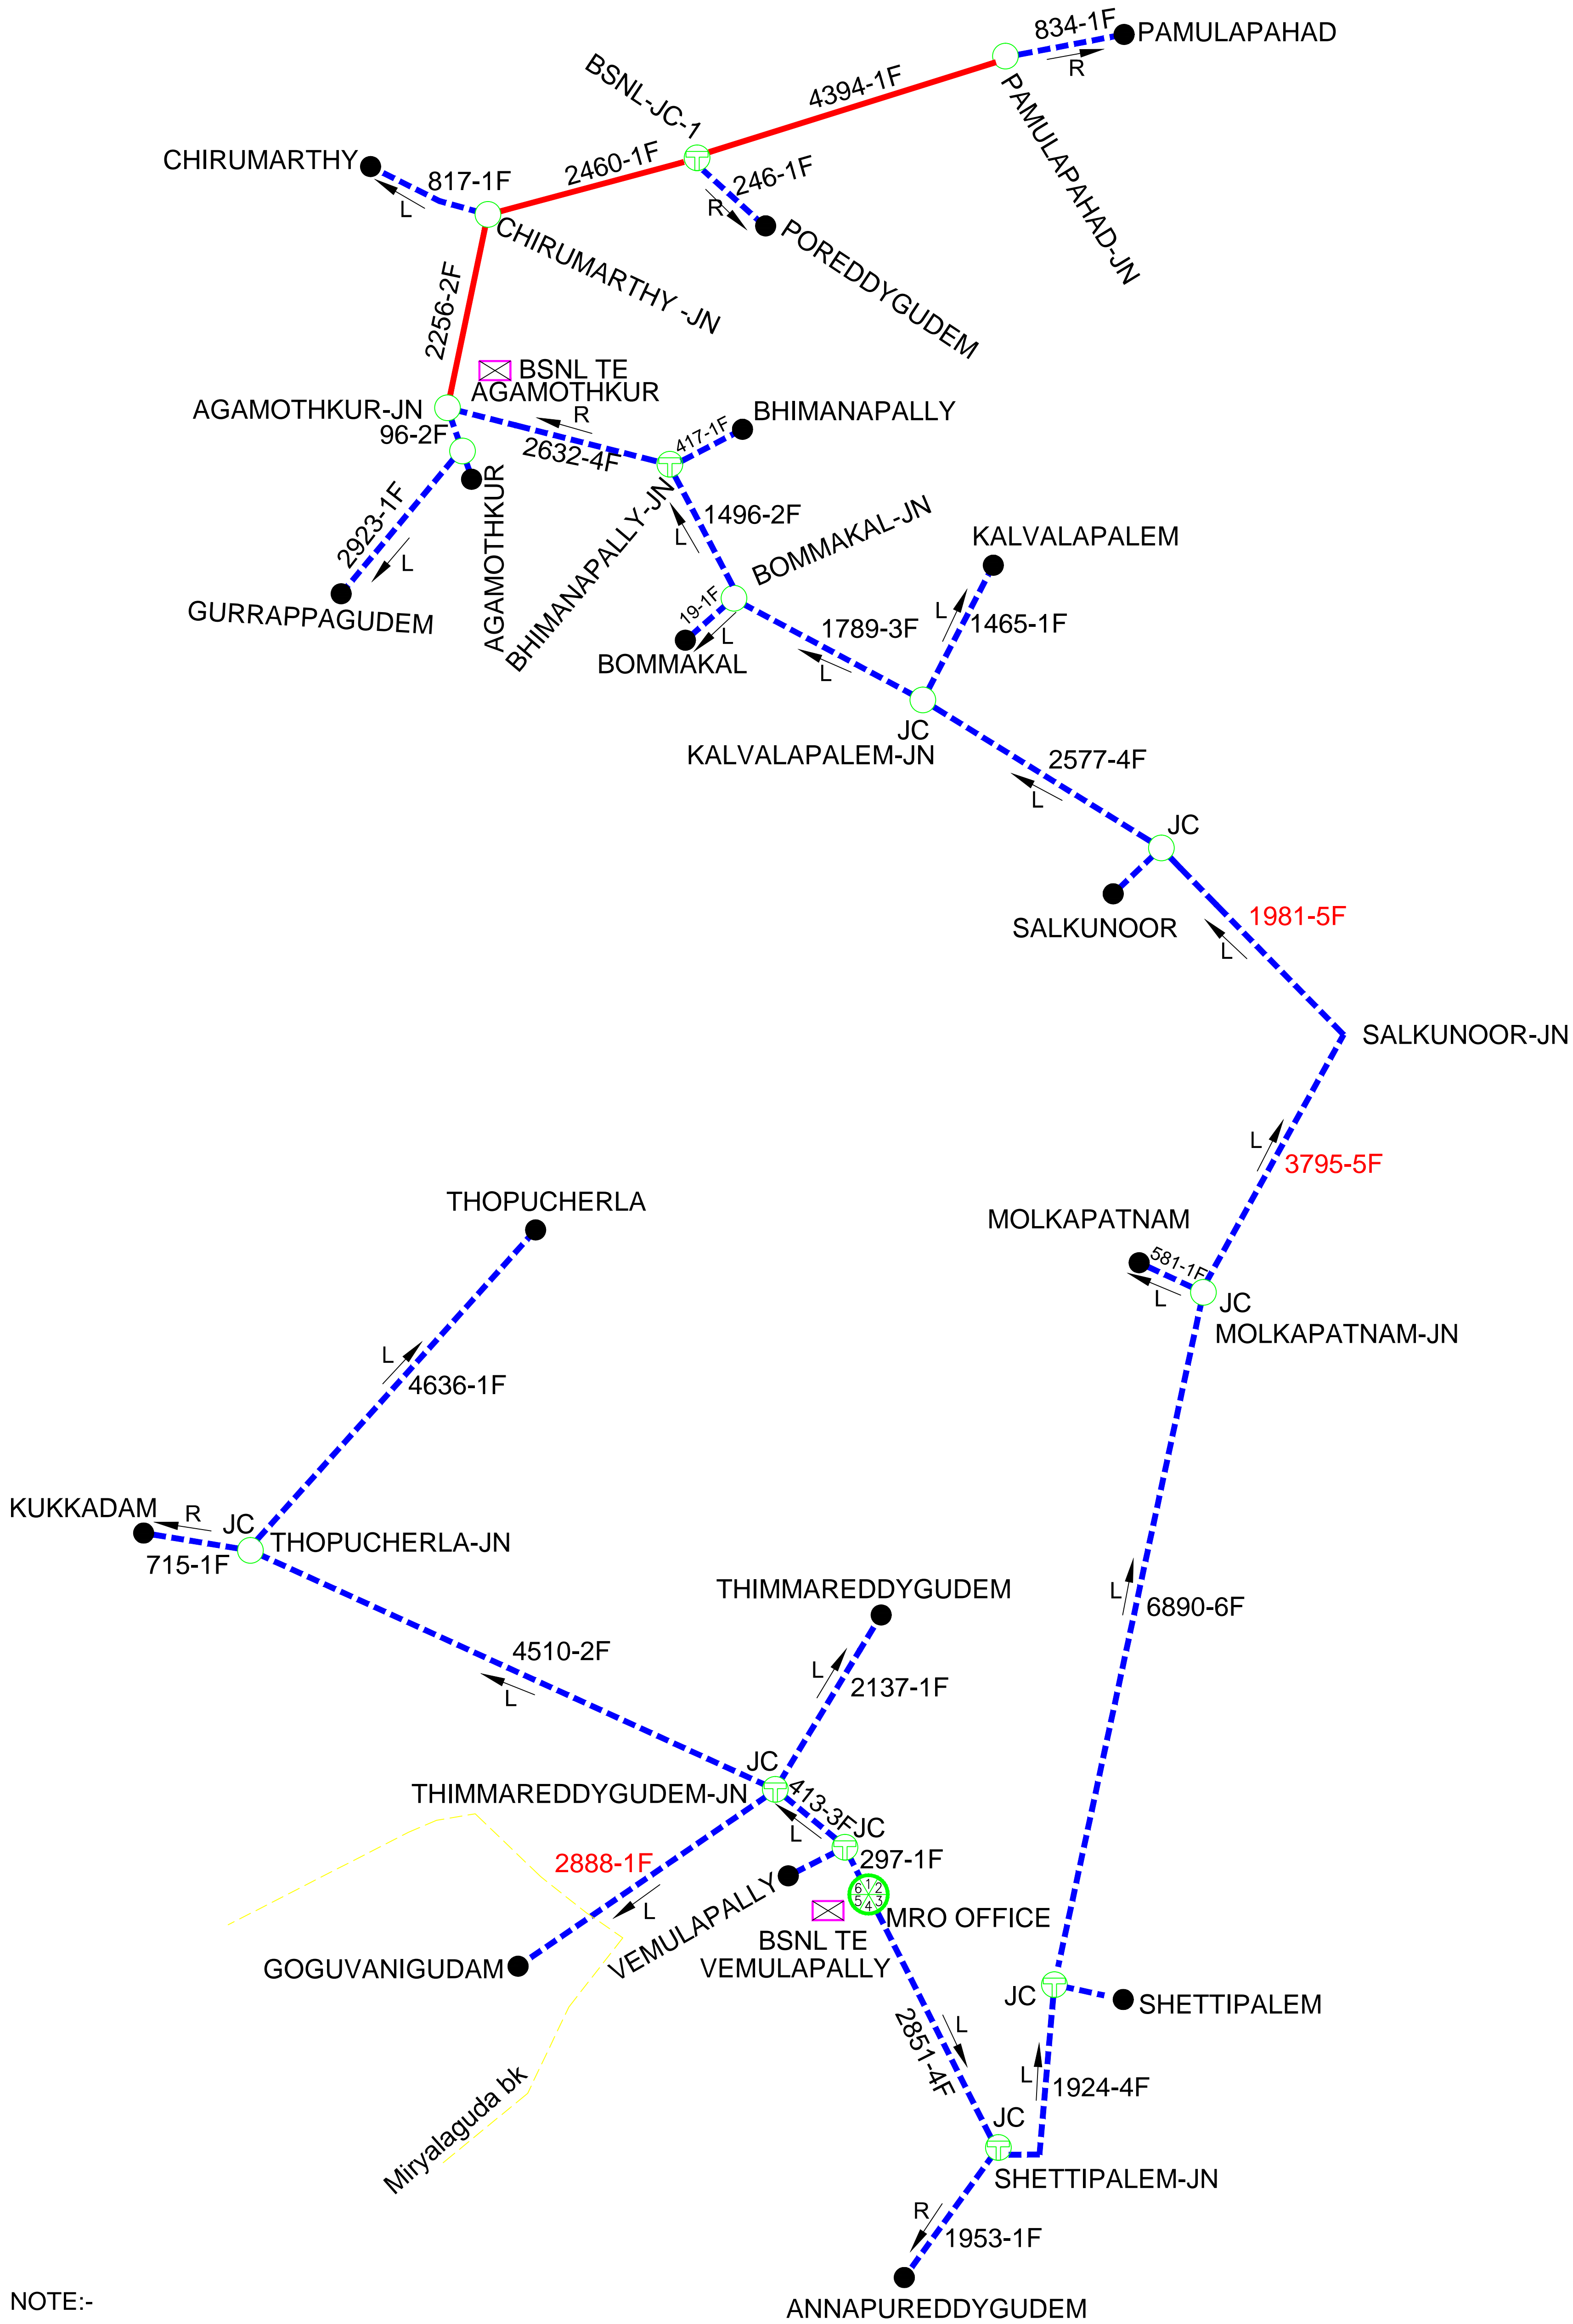 834-1F
PAMULAPAHAD
R
BSNL-JC-1
4394-1F
PAMULAPAHAD-JN
CHIRUMARTHY
817-1F
L
2460-1F
246-1F
R
POREDDYGUDEM
CHIRUMARTHY -JN
2256-2F
BSNL TE
AGAMOTHKUR
AGAMOTHKUR-JN
R
96-2F
2632-4F
417-1F
BHIMANAPALLY
2923-1F
L
GURRAPPAGUDEM
AGAMOTHKUR
BHIMANAPALLY-JN
1496-2F
L
BOMMAKAL-JN
KALVALAPALEM
19-1F
L
BOMMAKAL
1789-3F
L
L
1465-1F
JC
KALVALAPALEM-JN
2577-4F
L
JC
SALKUNOOR
1981-5F
L
SALKUNOOR-JN
L
3795-5F
THOPUCHERLA
MOLKAPATNAM
581-1F
L
JC
MOLKAPATNAM-JN
L
4636-1F
KUKKADAM
R
JC
THOPUCHERLA-JN
715-1F
THIMMAREDDYGUDEM
L
6890-6F
4510-2F
L
L
2137-1F
JC
THIMMAREDDYGUDEM-JN
413-3F
L
JC
297-1F
2888-1F
L
1
2
3
4
5
6
MRO OFFICE
VEMULAPALLY
BSNL TE
VEMULAPALLY
GOGUVANIGUDAM
JC
SHETTIPALEM
2851-4F
L
L
1924-4F
Miryalaguda bk
JC
SHETTIPALEM-JN
R
1953-1F
NOTE:-
ANNAPUREDDYGUDEM